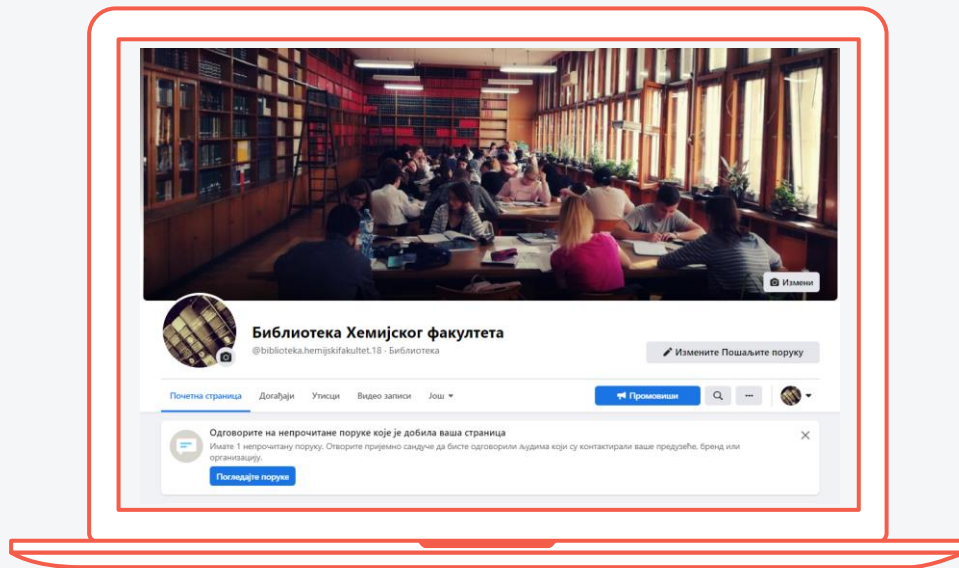 Измени
Библиотека Хемијског факултета
@biblioteka.hemijskifakultet.18 · Библиотека
Измените Пошаљите поруку
Почетна страница Догађаји Утисци Видео записи Још
Промовиши
Одговорите на непрочитане поруке које је добила ваша страница
Имате 1 непрочитану поруку. Отворите пријемно сандуче да бисте одговорили људима који су контактирали ваше предузеће, бренд или
организацију.
Погледајте поруке